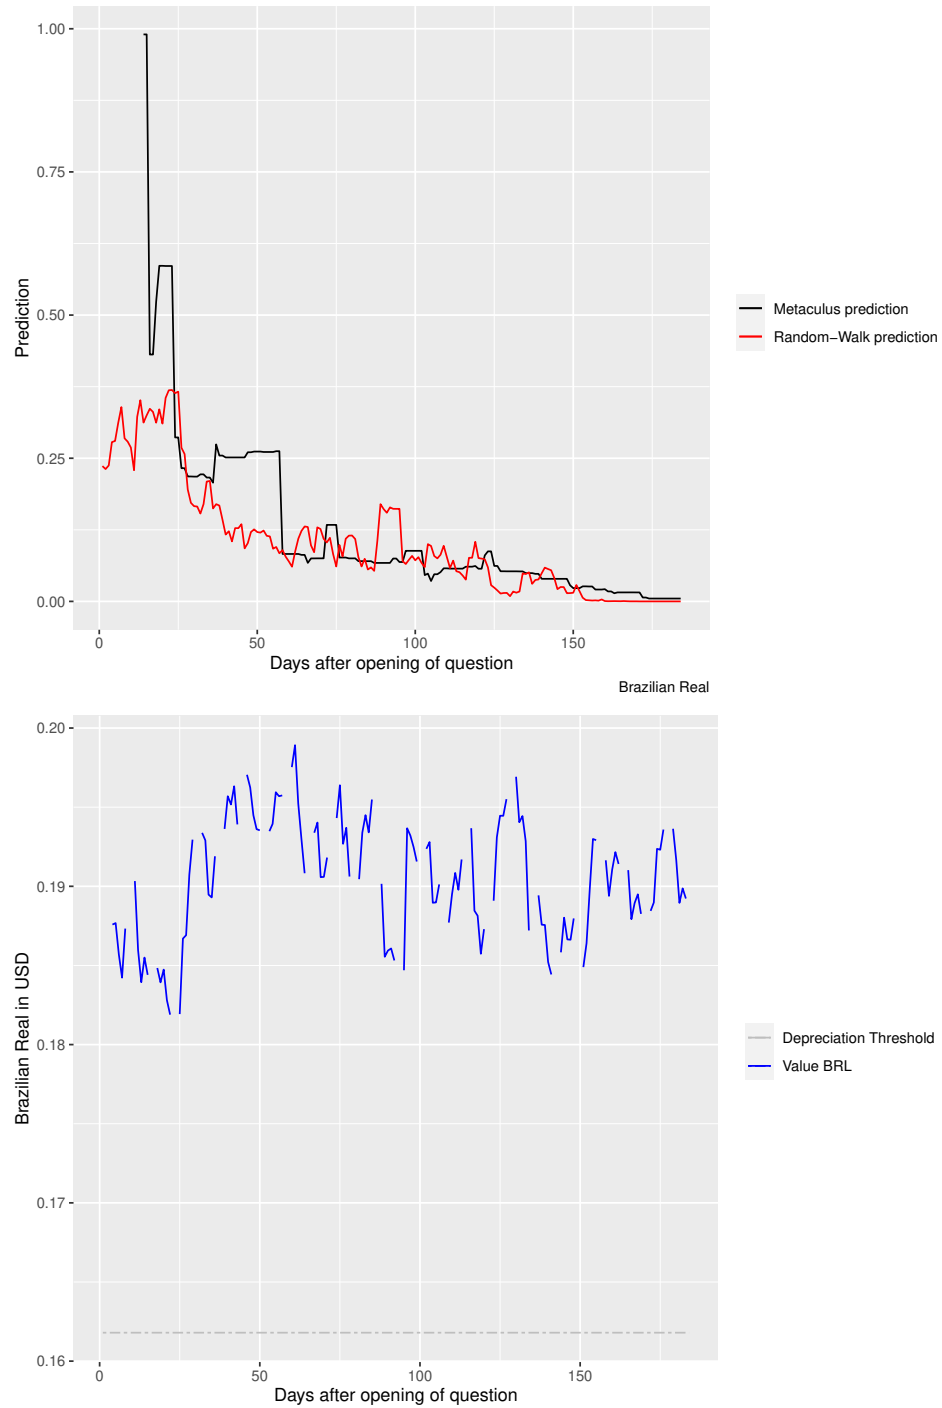 1.00
0.75
0.50
0.25
0.00
Prediction
0
50
100
150
Days after opening of question
Metaculus prediction
Random−Walk prediction
Brazilian Real
0.20
0.19
0.18
0.17
0.16
Brazilian Real in USD
0
50
100
150
Days after opening of question
Depreciation Threshold
Value BRL